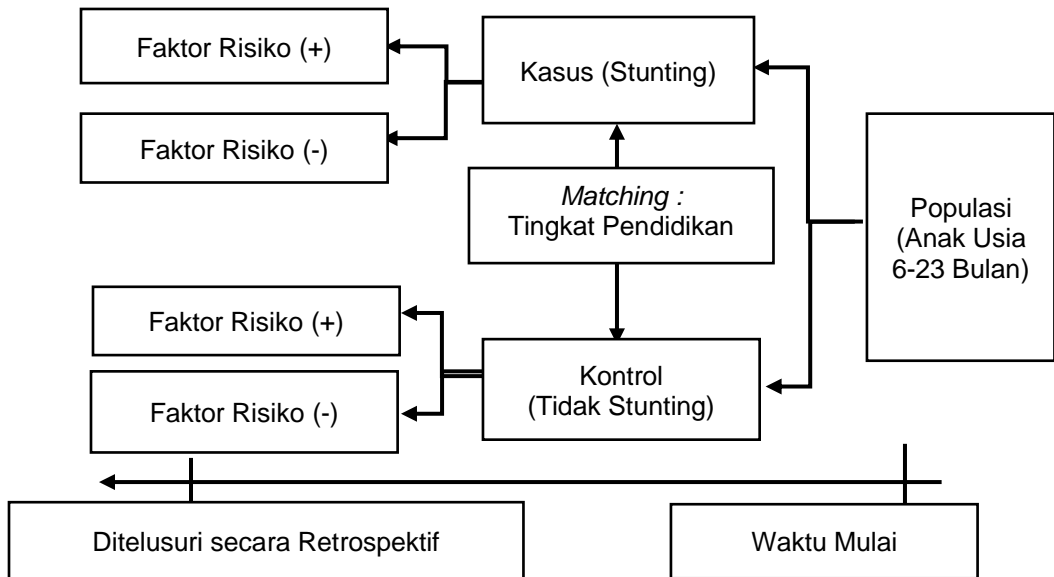 Faktor Risiko (+)
Kasus (Stunting)
Faktor Risiko (-)
Matching :
Tingkat Pendidikan
Populasi
(Anak Usia
6-23 Bulan)
Faktor Risiko (+)
Kontrol
(Tidak Stunting)
Faktor Risiko (-)
Ditelusuri secara Retrospektif
Waktu Mulai